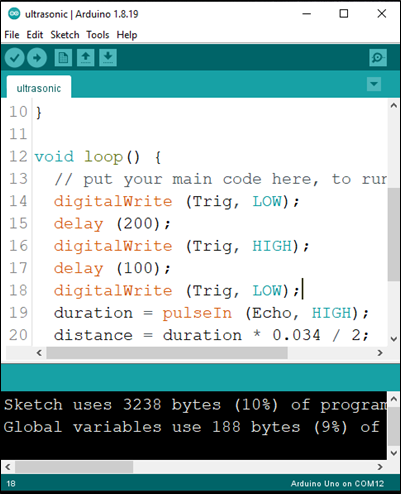 ultrasonic | Arduino 1.8.19
File Edit Sketch Tools Help
ultrasonic
10 }
11
12 void loop() {
13 // put your main code here, to run
14 digitalWrite (Trig, LOW);
15 delay (200);
16 digitalWrite (Trig, HIGH);
17 delay (100);
18 digitalWrite (Trig, LOW);
19 duration = pulseIn (Echo, HIGH);
20 distance = duration * 0.034 / 2;
Sketch uses 3238 bytes (10%) of program
Global variables use 188 bytes (9%) of
18 Arduino Uno on COM12